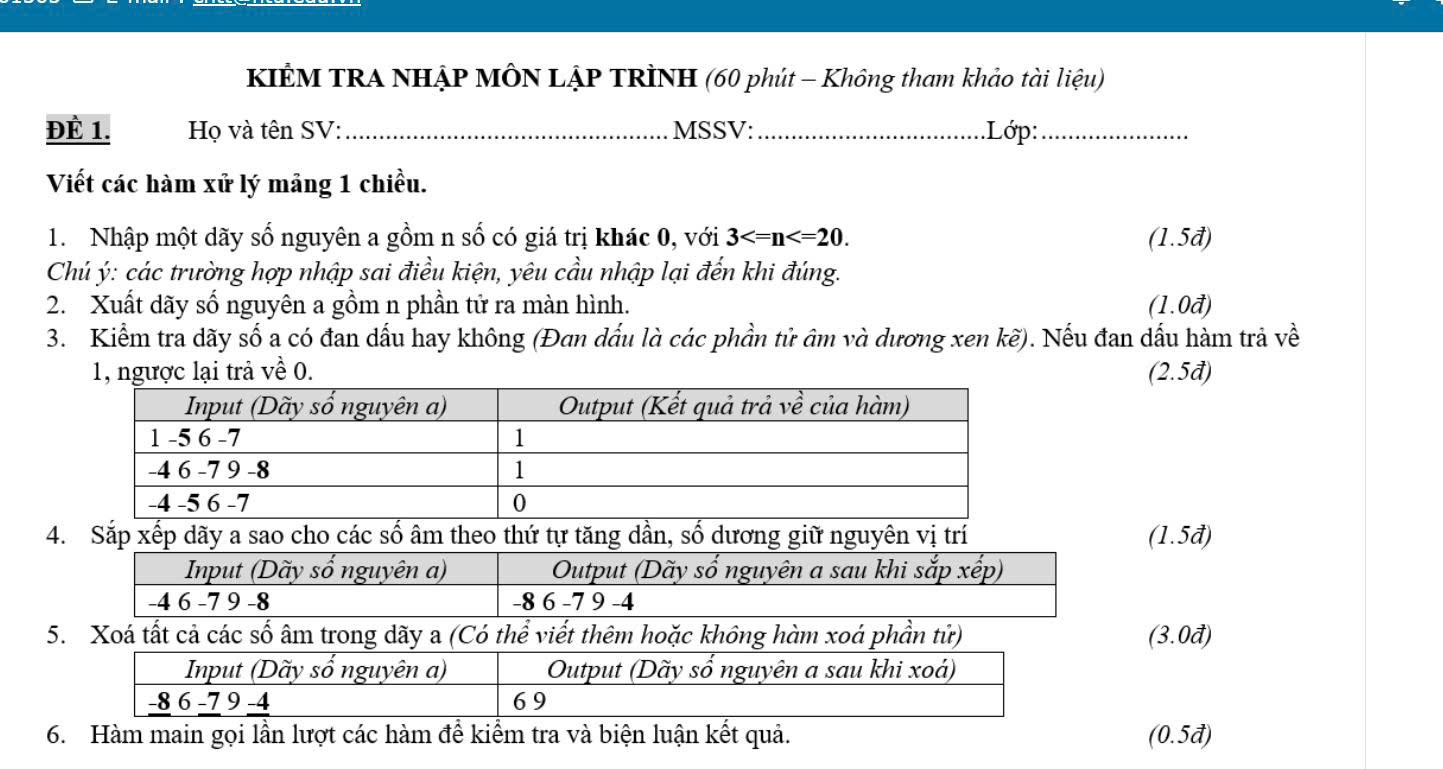 KIỂM TRA NHẬP MÔN LẬP TRÌNH (60 phút – Không tham khảo tài liệu)
ĐỀ 1. Họ và tên SV:................................................MSSV:..................................Lớp:......................
Viết các hàm xử lý mảng 1 chiều.
1. Nhập một dãy số nguyên a gồm n số có giá trị khác 0, với 3<=n<=20. (1.5đ)
Chú ý: các trường hợp nhập sai điều kiện, yêu cầu nhập lại đến khi đúng.
2. Xuất dãy số nguyên a gồm n phần tử ra màn hình. (1.0đ)
3. Kiểm tra dãy số a có đan dấu hay không (Đan dấu là các phần tử âm và dương xen kẽ). Nếu đan dấu hàm trả về
1, ngược lại trả về 0. (2.5đ)
Input (Dãy số nguyên a) Output (Kết quả trả về của hàm)
1 -5 6 -7 1
-4 6 -7 9 -8 1
-4 -5 6 -7 0
4. Sắp xếp dãy a sao cho các số âm theo thứ tự tăng dần, số dương giữ nguyên vị trí (1.5đ)
Input (Dãy số nguyên a) Output (Dãy số nguyên a sau khi sắp xếp)
-4 6 -7 9 -8 -8 6 -7 9 -4
5. Xoá tất cả các số âm trong dãy a (Có thể viết thêm hoặc không hàm xoá phần tử) (3.0đ)
Input (Dãy số nguyên a) Output (Dãy số nguyên a sau khi xoá)
-8 6 -7 9 -4 6 9
6. Hàm main gọi lần lượt các hàm để kiểm tra và biện luận kết quả. (0.5đ)